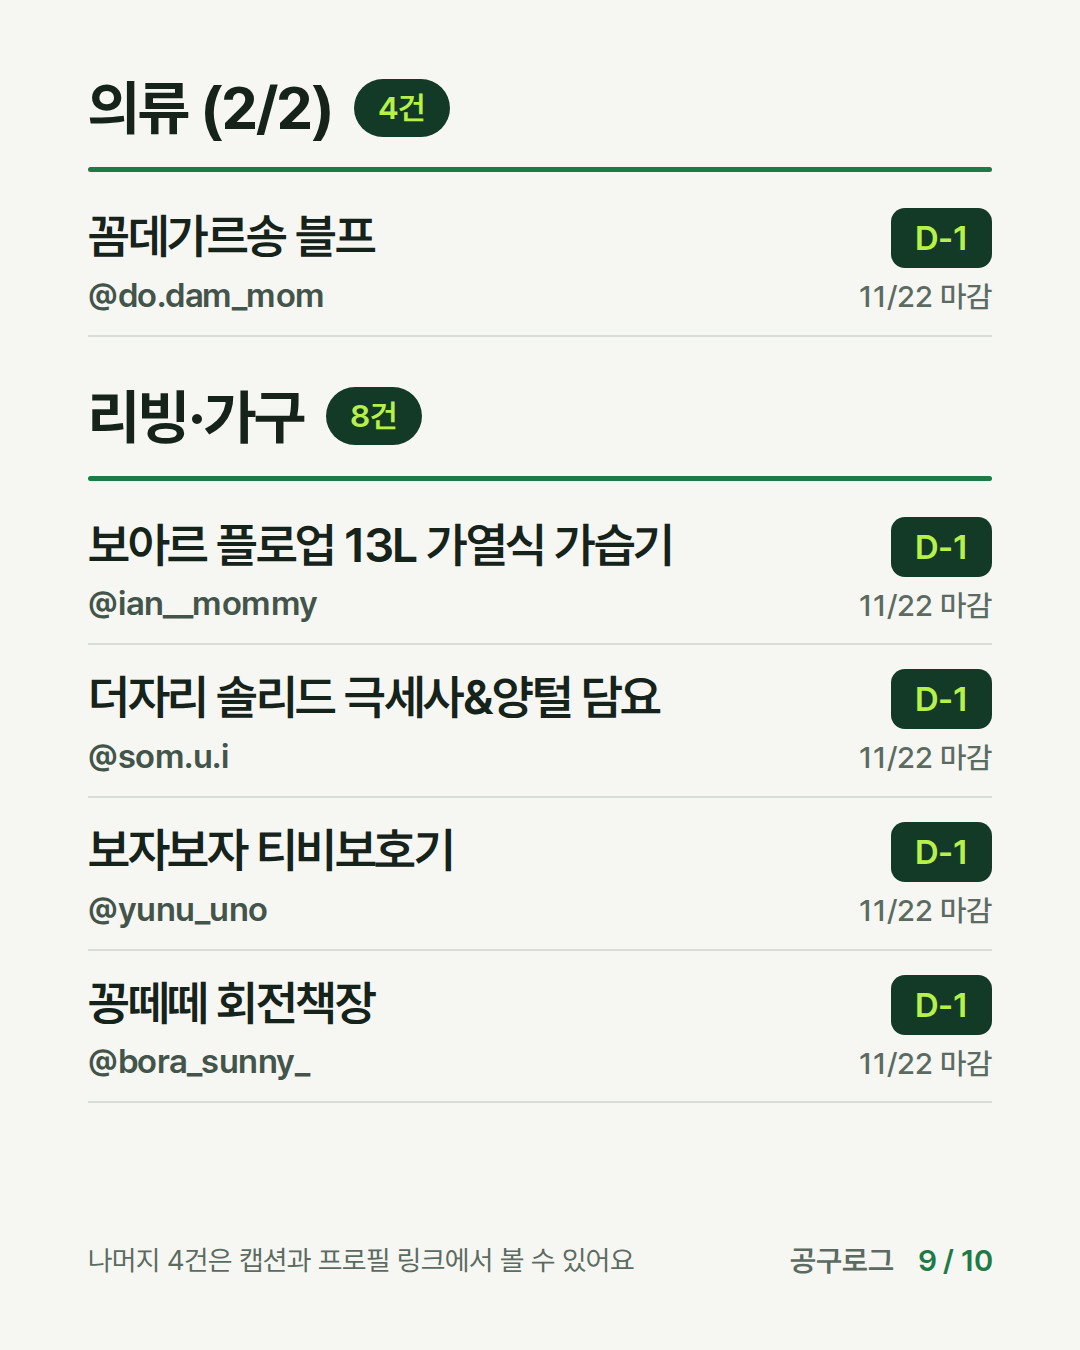 의류 (2/2) 4건
꼼데가르송 블프 D-1
@do.dam_mom 11/22 마감
리빙·가구 8건
보아르 플로업 13L 가열식 가습기 D-1
@ian__mommy 11/22 마감
더자리 솔리드 극세사&양털 담요 D-1
@som.u.i 11/22 마감
보자보자 티비보호기 D-1
@yunu_uno 11/22 마감
꽁떼떼 회전책장 D-1
@bora_sunny_ 11/22 마감
나머지 4건은 캡션과 프로필 링크에서 볼 수 있어요 공구로그 9 / 10